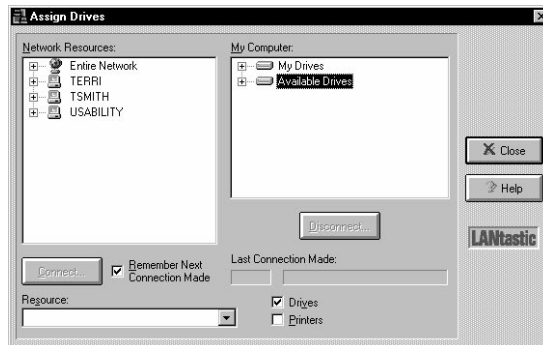 Assign Drives
Network Resources:
Entire Network
TERRI
TSMITH
USABILITY
My Computer:
My Drives
Available Drives
Close
Help
LANtastic
Disconnect...
Connect...
Remember Next
Connection Made
Last Connection Made:
Resource:
Drives
Printers